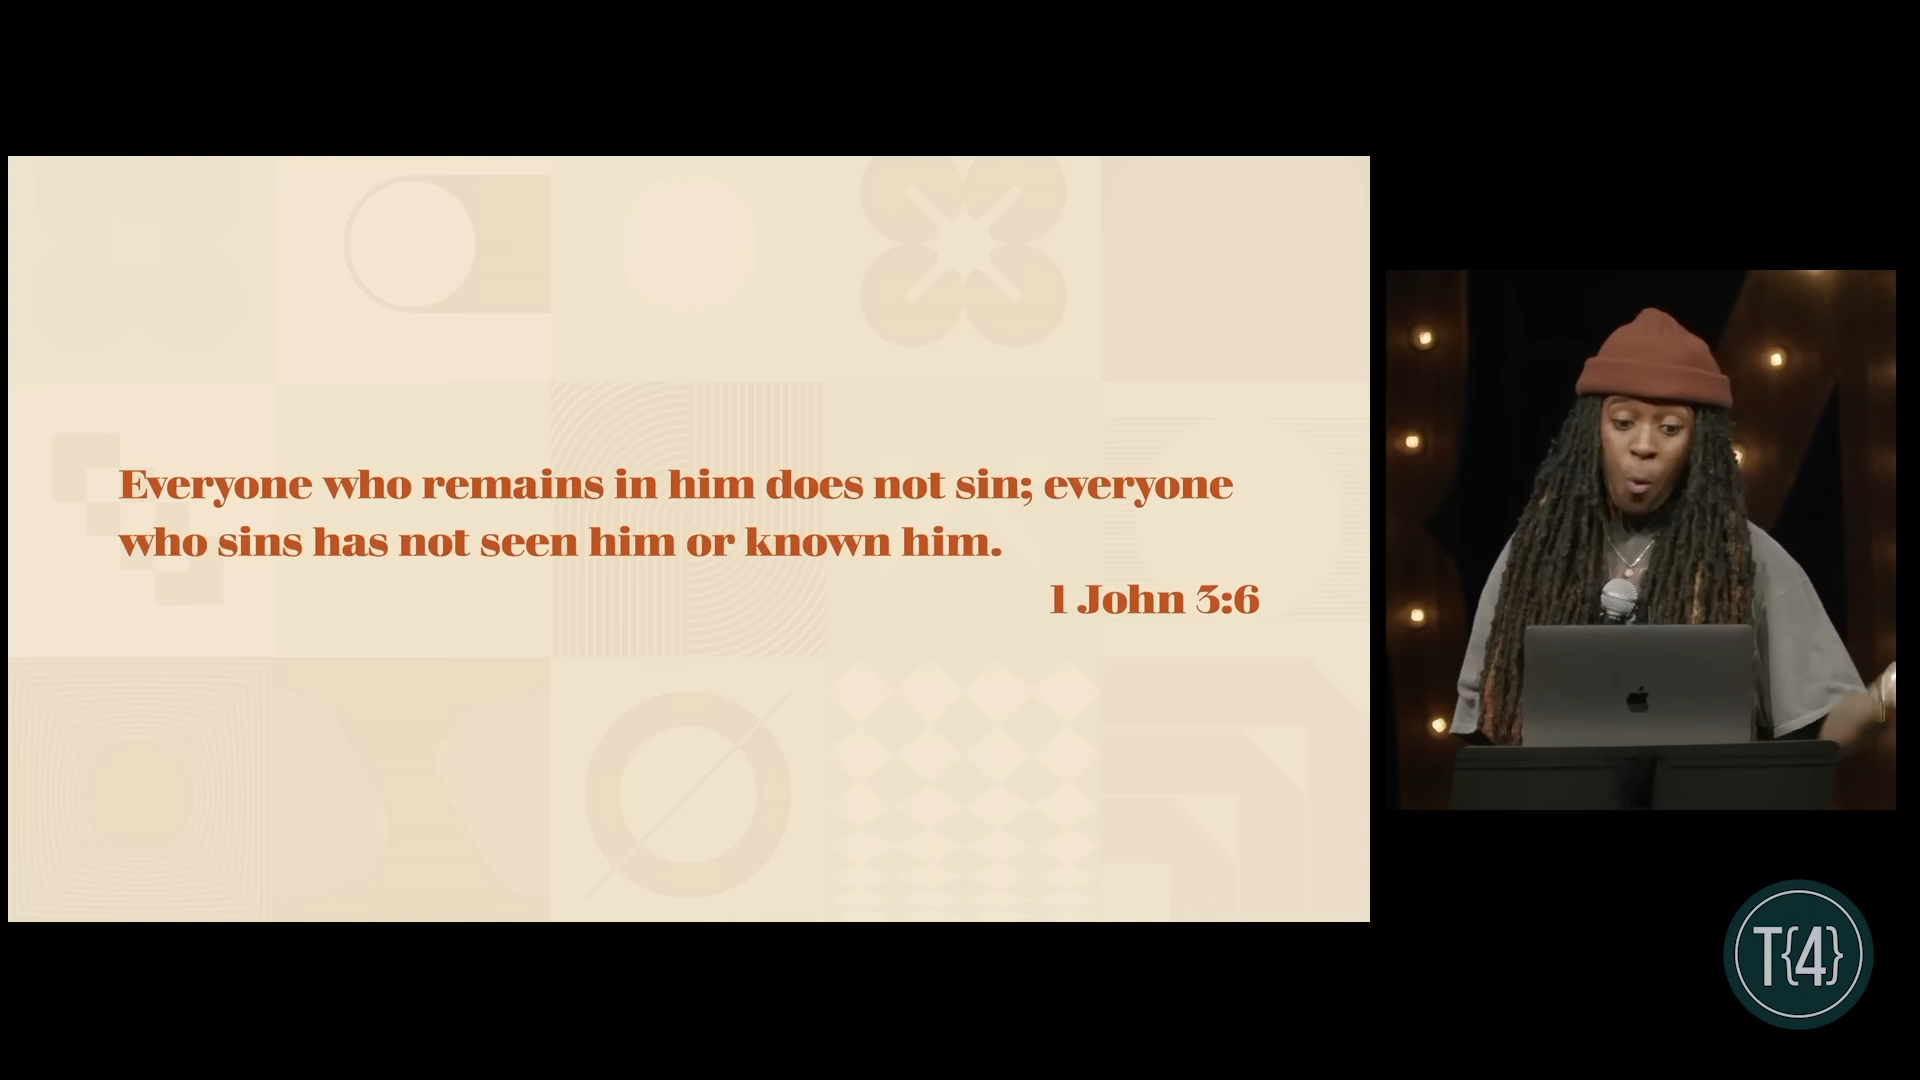 Everyone who remains in him does not sin; everyone
who sins has not seen him or known him.
1 John 3:6
T{4}